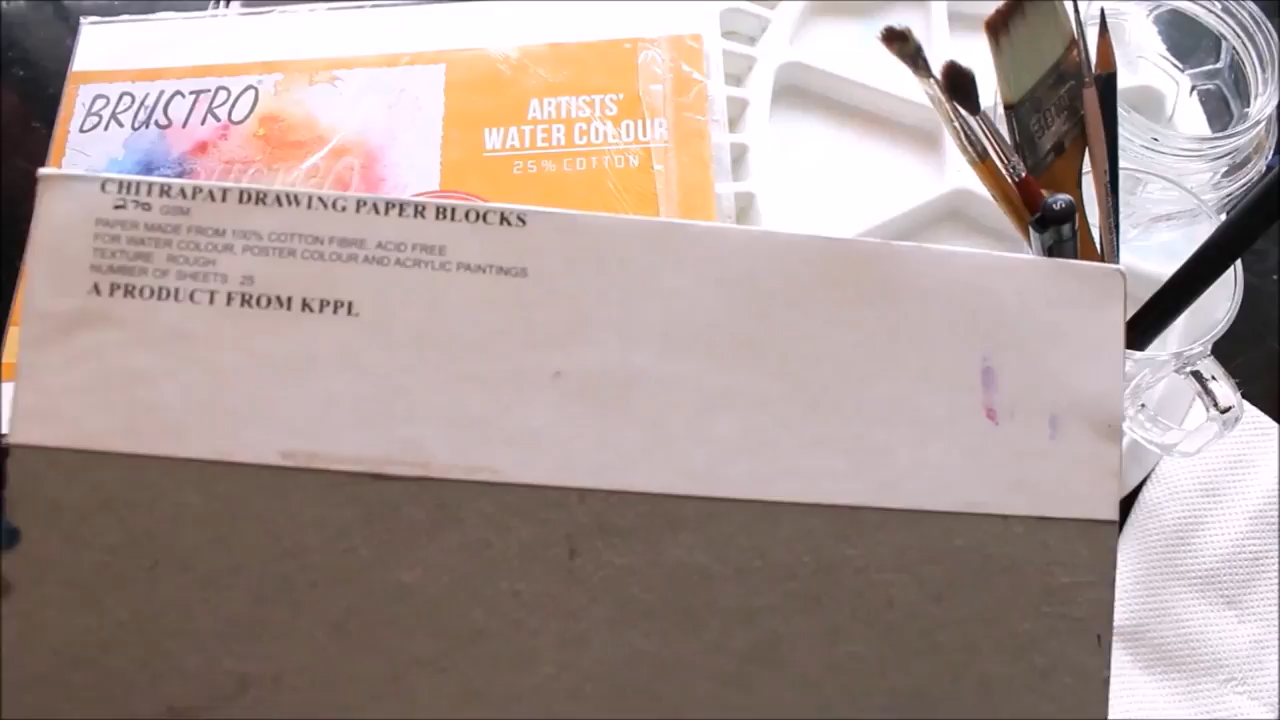 BRUSTRO
ARTISTS'
WATER COLOUR
25% COTTON
CHITRAPAT DRAWING PAPER BLOCKS
270 GSM
PAPER MADE FROM 100% COTTON FIBRE, ACID FREE
FOR WATER COLOUR, POSTER COLOUR AND ACRYLIC PAINTINGS
TEXTURE ROUGH
NUMBER OF SHEETS 25
A PRODUCT FROM KPPL